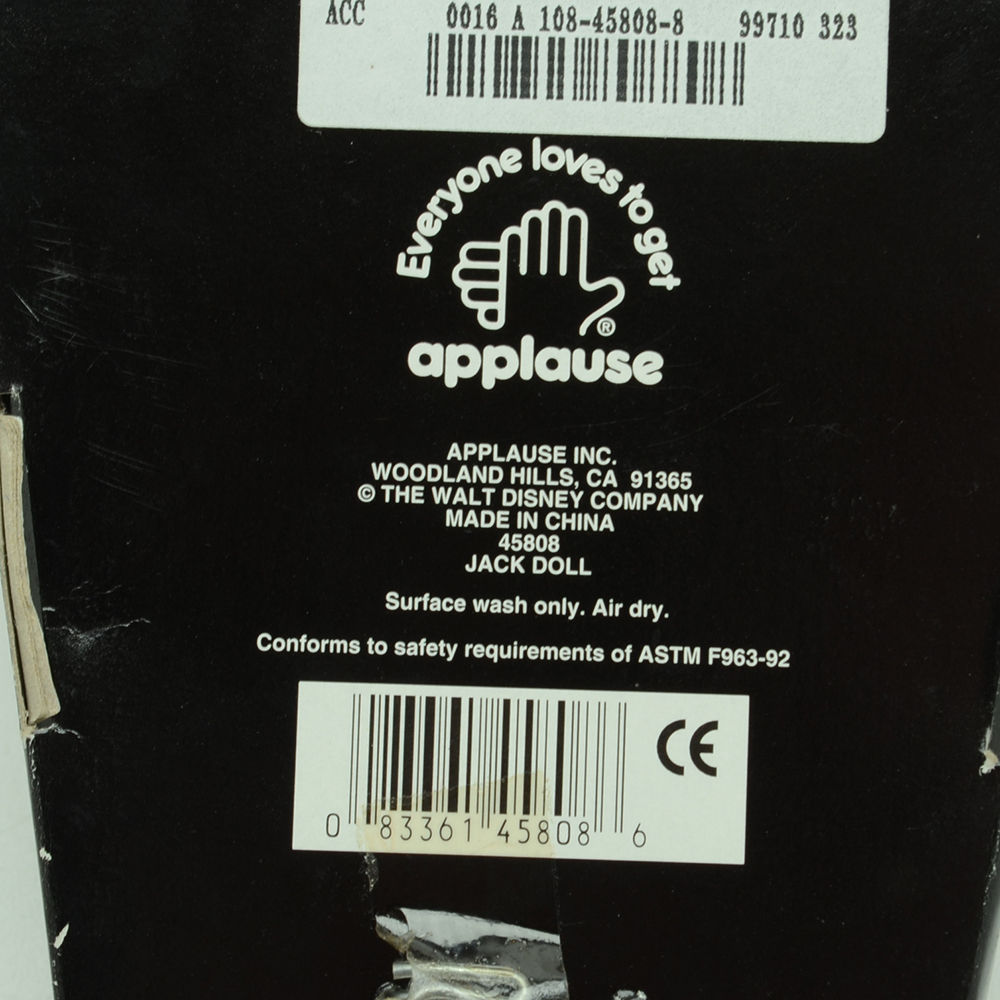 ACC 0016 A 108-45808-8 99710 323
Everyone loves to get
®
applause
APPLAUSE INC.
WOODLAND HILLS, CA 91365
© THE WALT DISNEY COMPANY
MADE IN CHINA
45808
JACK DOLL
Surface wash only. Air dry.
Conforms to safety requirements of ASTM F963-92
CE
0 83361 45808 6